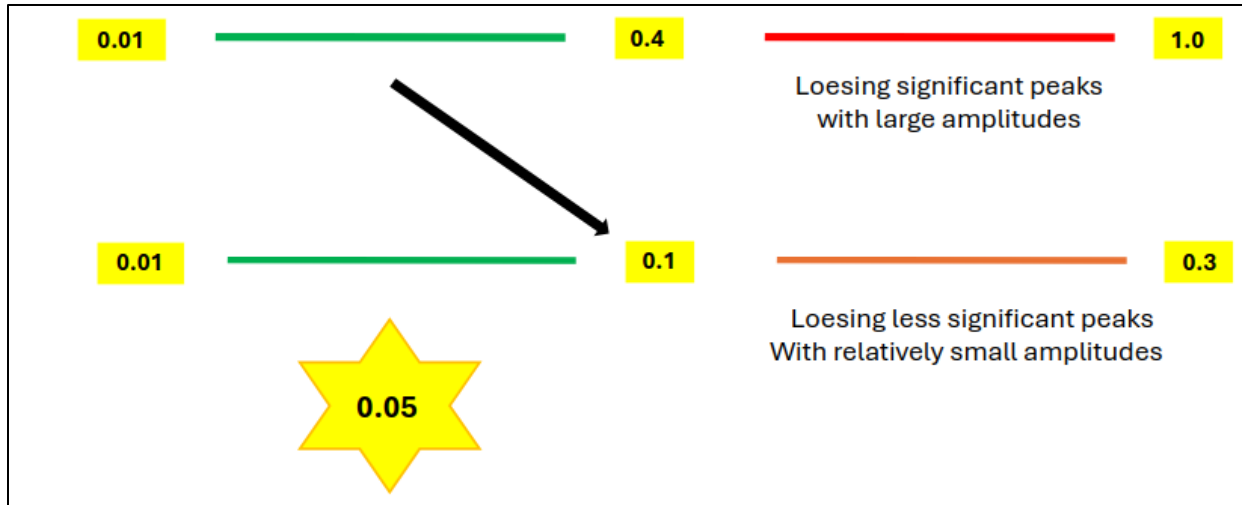 0.01
0.4
1.0
Loesing significant peaks
with large amplitudes
0.01
0.1
0.3
Loesing less significant peaks
With relatively small amplitudes
0.05